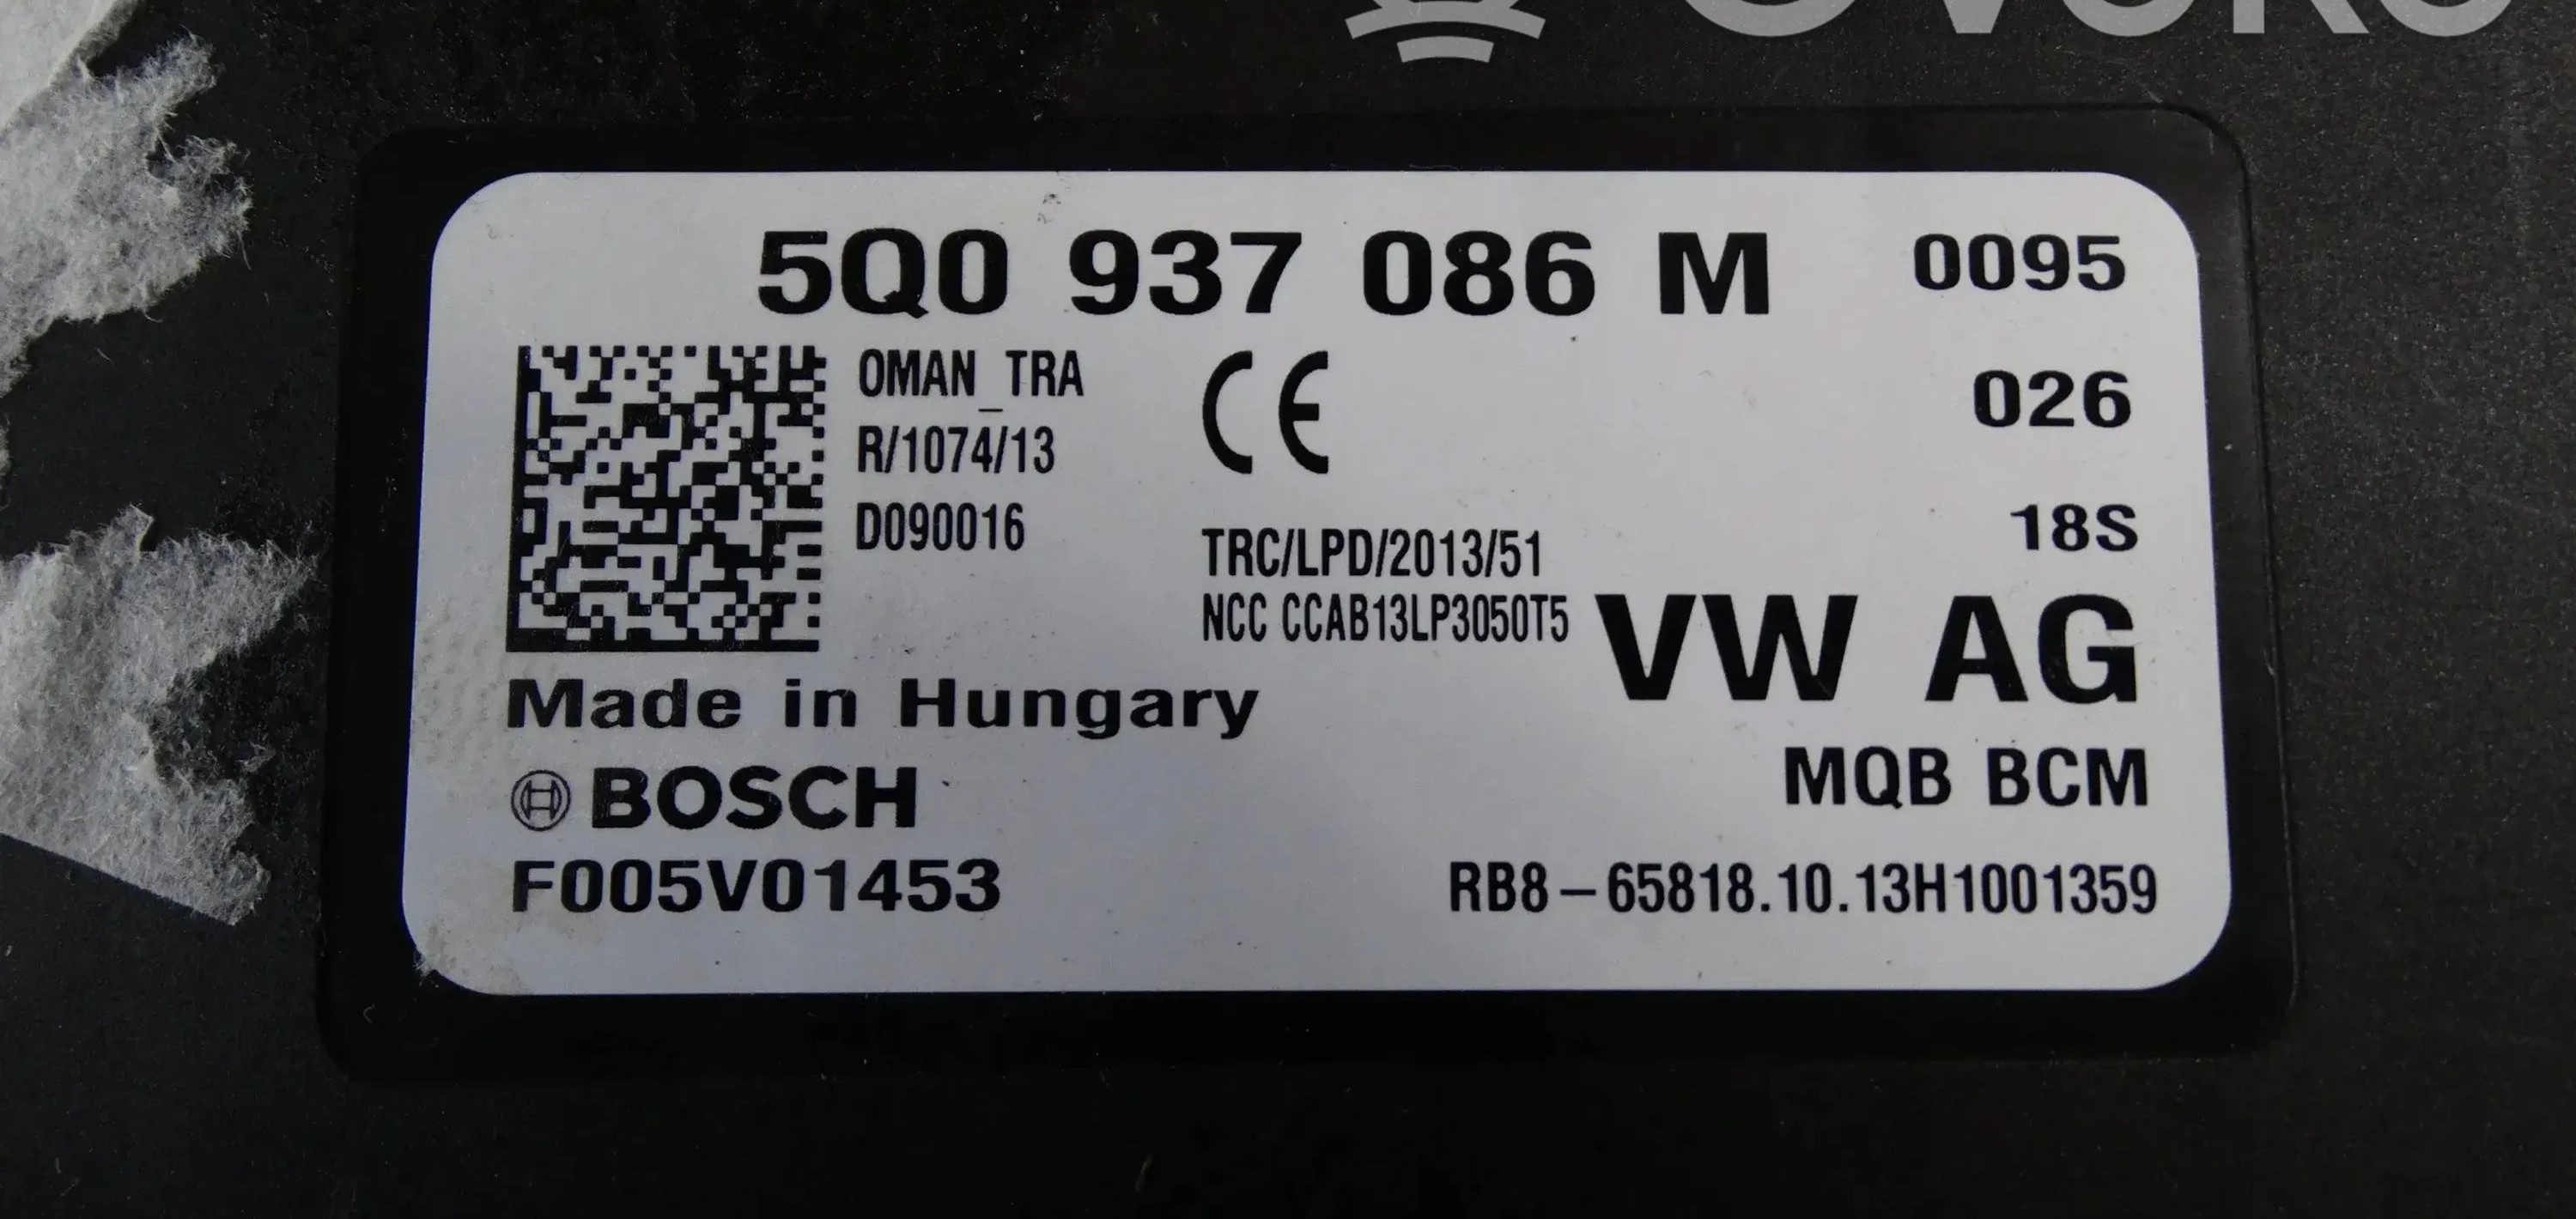 5Q0 937 086 M 0095
OMAN_TRA
R/1074/13
D090016
CE
026
18S
TRC/LPD/2013/51
NCC CCAB13LP3050T5
VW AG
Made in Hungary
MQB BCM
BOSCH
F005V01453
RB8-65818.10.13H1001359